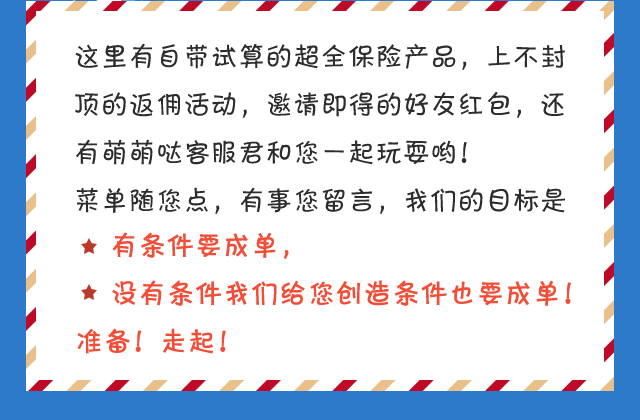 这里有自带试算的超全保险产品，上不封
顶的返佣活动，邀请即得的好友红包，还
有萌萌哒客服君和您一起玩耍哟！
菜单随您点，有事您留言，我们的目标是
★ 有条件要成单，
★ 没有条件我们给您创造条件也要成单！
准备！走起！